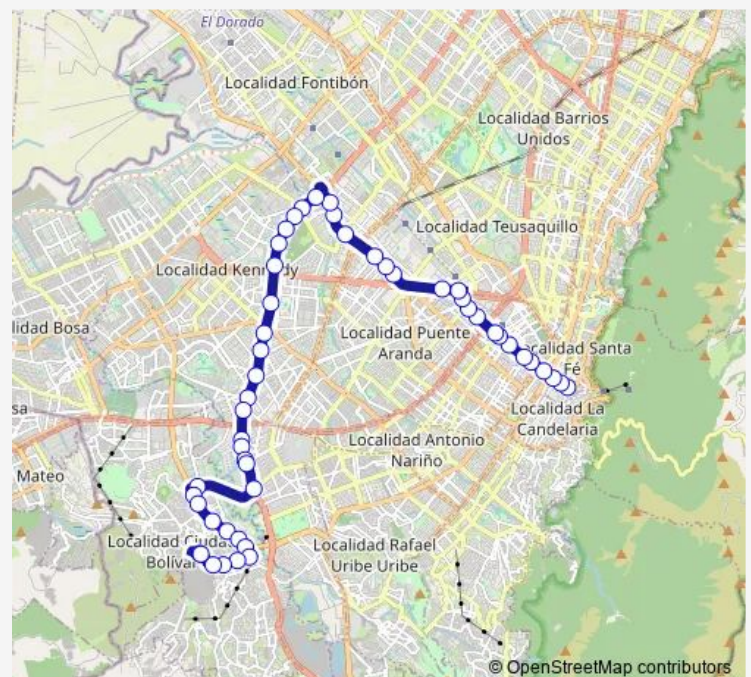 El Dorado
Localidad Fontibón
Localidad Barrios
Unidos
Localidad Teusaquillo
Localidad Kennedy
lidad Bosa
Localidad Puente
Aranda
calidad Santa
Fé
sa
Localidad La
Candelaria
Localidad Antonio
Nariño
Mateo
Localidad Ciudad
Bolívar
Localidad Rafael
Uribe Uribe
© OpenStreetMap contributors